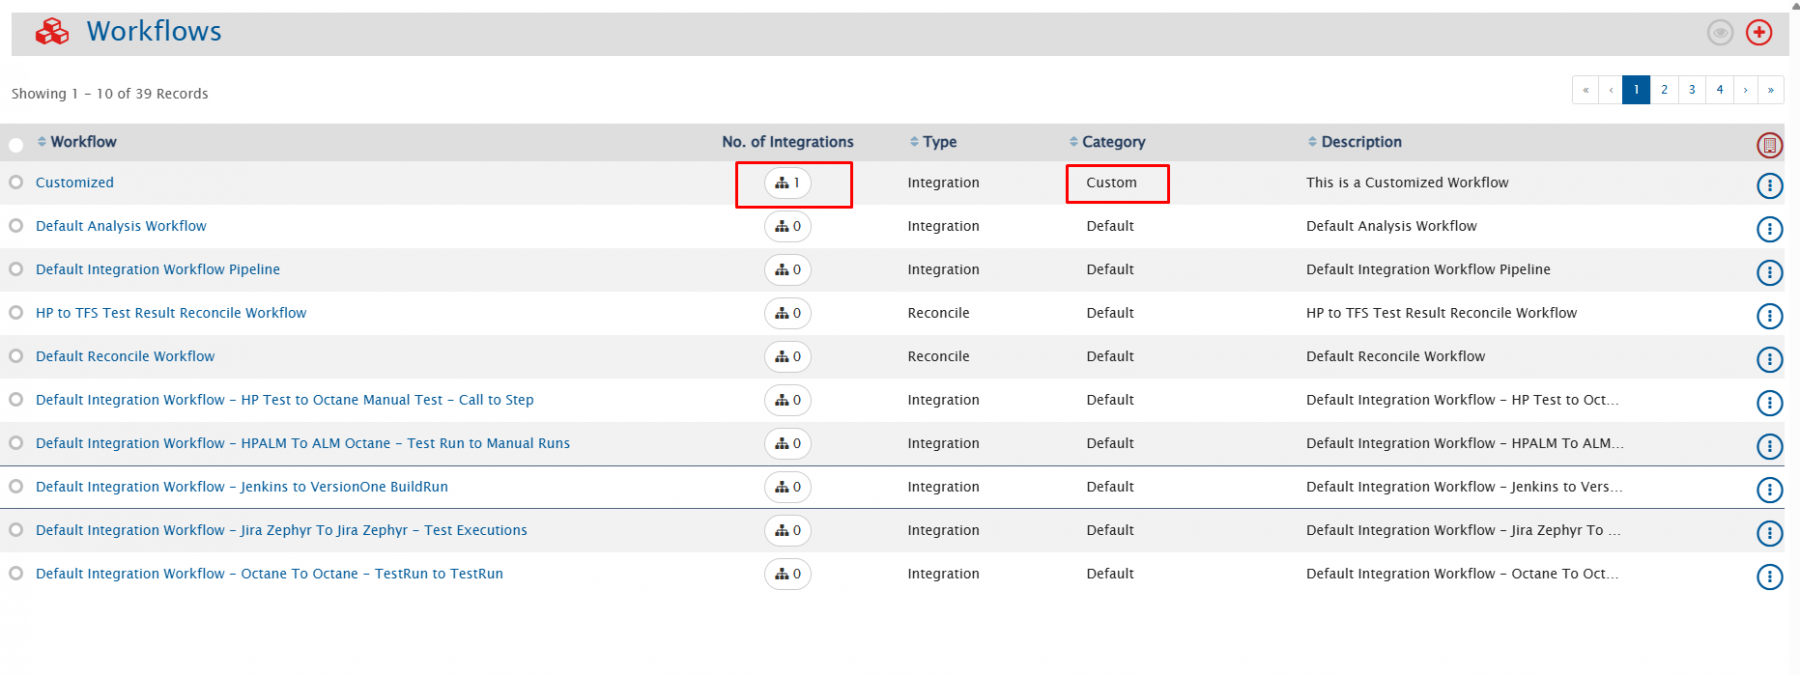 Workflows
Showing 1 - 10 of 39 Records
« ‹ 1 2 3 4 › »
Workflow No. of Integrations Type Category Description
Customized 1 Integration Custom This is a Customized Workflow
Default Analysis Workflow 0 Integration Default Default Analysis Workflow
Default Integration Workflow Pipeline 0 Integration Default Default Integration Workflow Pipeline
HP to TFS Test Result Reconcile Workflow 0 Reconcile Default HP to TFS Test Result Reconcile Workflow
Default Reconcile Workflow 0 Reconcile Default Default Reconcile Workflow
Default Integration Workflow - HP Test to Octane Manual Test - Call to Step 0 Integration Default Default Integration Workflow - HP Test to Oct...
Default Integration Workflow - HPALM To ALM Octane - Test Run to Manual Runs 0 Integration Default Default Integration Workflow - HPALM To ALM...
Default Integration Workflow - Jenkins to VersionOne BuildRun 0 Integration Default Default Integration Workflow - Jenkins to Vers...
Default Integration Workflow - Jira Zephyr To Jira Zephyr - Test Executions 0 Integration Default Default Integration Workflow - Jira Zephyr To ...
Default Integration Workflow - Octane To Octane - TestRun to TestRun 0 Integration Default Default Integration Workflow - Octane To Oct...